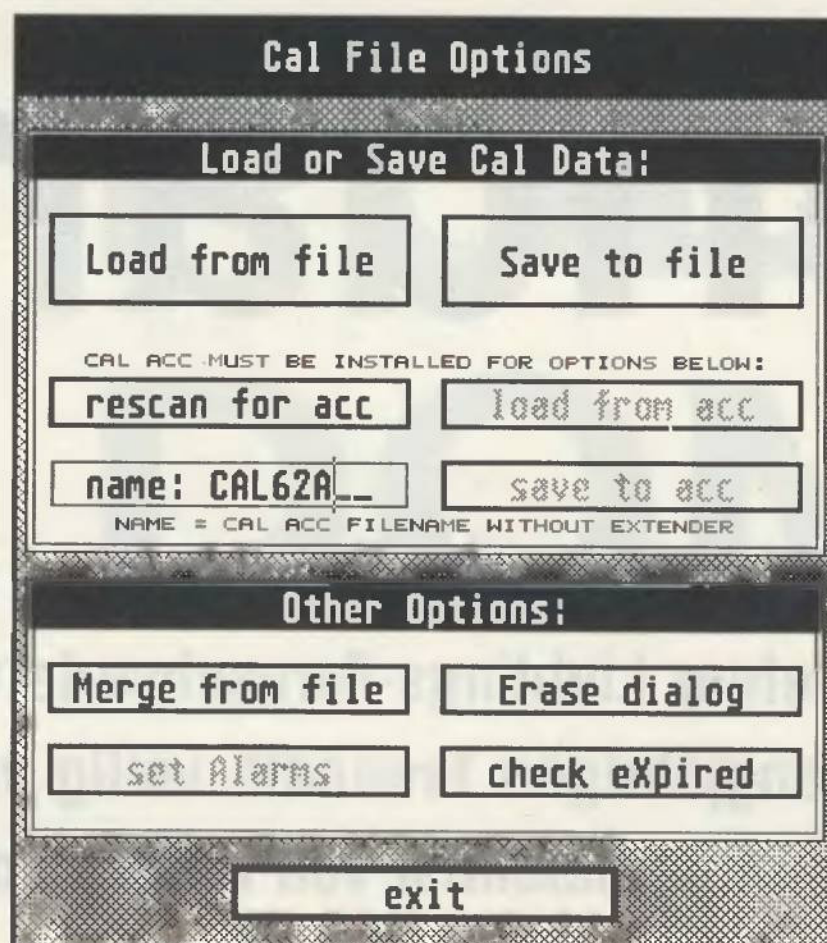 Cal File Options
Load or Save Cal Data:
Load from file
Save to file
CAL ACC MUST BE INSTALLED FOR OPTIONS BELOW:
rescan for acc
load from acc
name: CAL62A__
save to acc
NAME = CAL ACC FILENAME WITHOUT EXTENDER
Other Options:
Merge from file
Erase dialog
set Alarms
check eXpired
exit